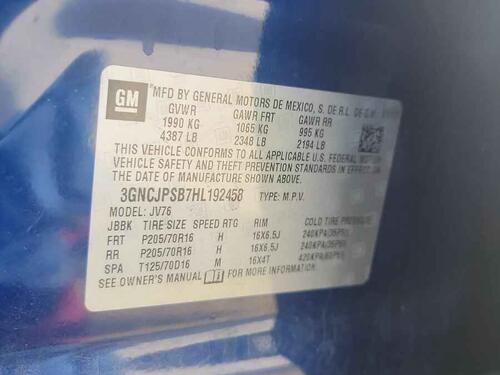 GM
MFD BY GENERAL MOTORS DE MEXICO, S. DE R.L. DE C.V.
GVWR GAWR FRT GAWR RR
1990 KG 1065 KG 995 KG
4387 LB 2348 LB 2194 LB
THIS VEHICLE CONFORMS TO ALL APPLICABLE U.S. FEDERAL MOTOR
VEHICLE SAFETY AND THEFT PREVENTION STANDARDS IN EFFECT ON
THE DATE OF MANUFACTURE SHOWN ABOVE.
3GNCJPSB7HL192458 TYPE: M.P.V.
MODEL: JV76
JBBK TIRE SIZE SPEED RTG RIM COLD TIRE PRESSURE
FRT P205/70R16 H 16X6.5J 240KPA(35PSI)
RR P205/70R16 H 16X6.5J 240KPA(35PSI)
SPA T125/70D16 M 16X4T 420KPA(60PSI)
SEE OWNER'S MANUAL FOR MORE INFORMATION